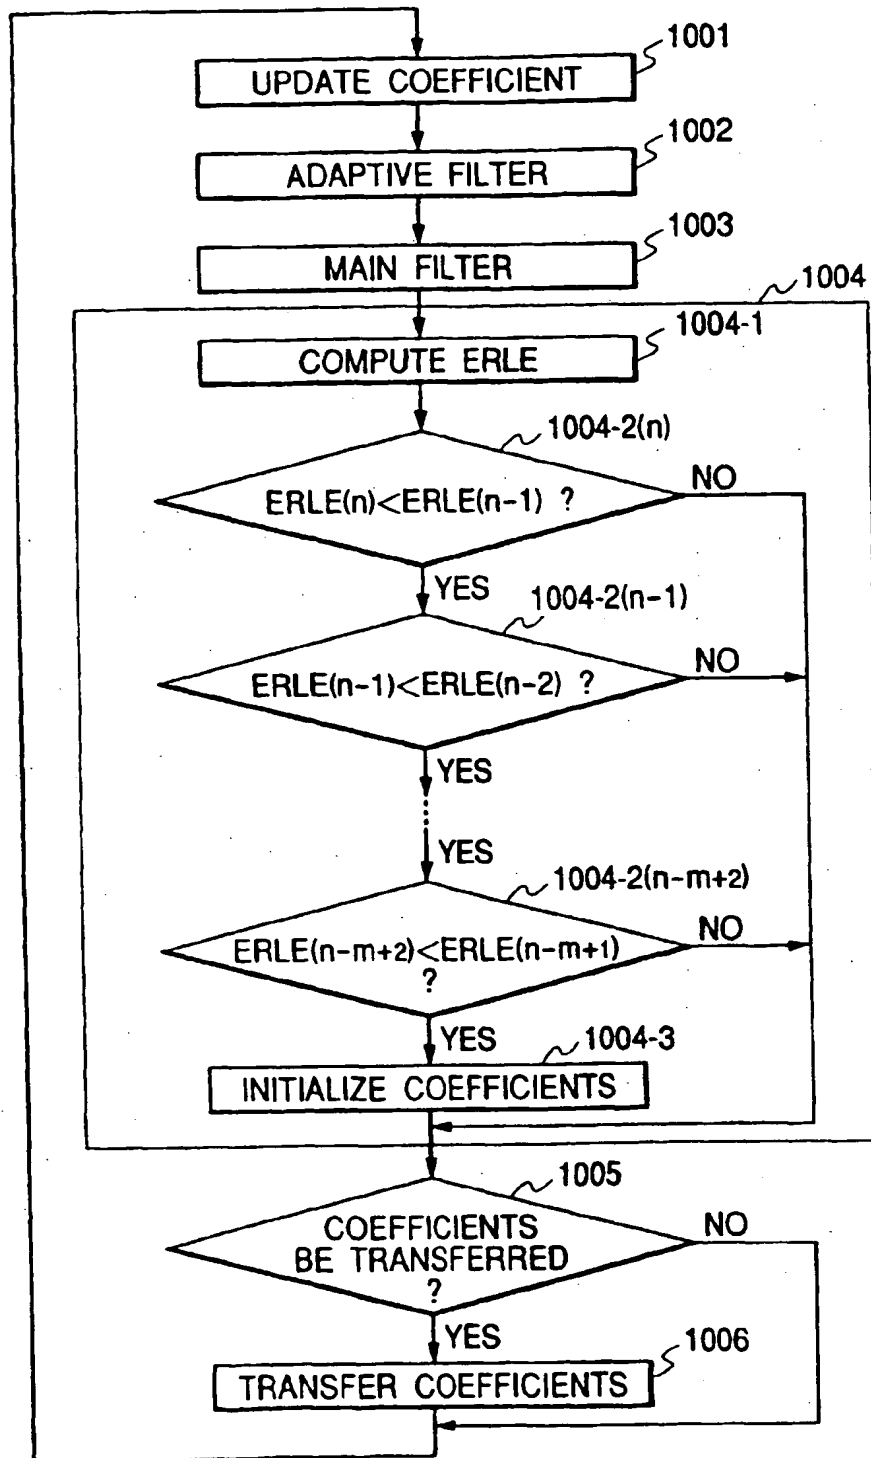 1001
UPDATE COEFFICIENT
1002
ADAPTIVE FILTER
1003
MAIN FILTER
1004
1004-1
COMPUTE ERLE
1004-2(n)
ERLE(n)<ERLE(n-1) ?
NO
YES
1004-2(n-1)
ERLE(n-1)<ERLE(n-2) ?
NO
YES
YES
1004-2(n-m+2)
ERLE(n-m+2)<ERLE(n-m+1)
?
NO
YES
1004-3
INITIALIZE COEFFICIENTS
1005
COEFFICIENTS
BE TRANSFERRED
?
NO
YES
1006
TRANSFER COEFFICIENTS